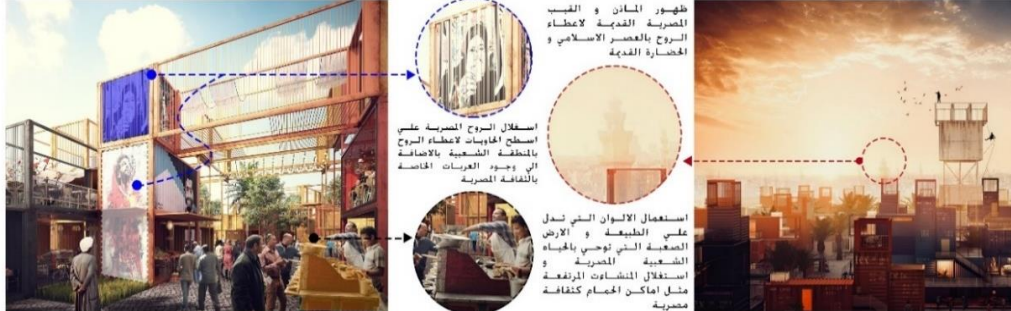 ظهور المآذن و القبب
المصرية القديمة لاعطاء
الروح بالعصر الاسلامي و
الحضارة القديمة
استغلال الروح المصرية علي
اسطح الحاويات لاعطاء الروح
بالمنطقة الشعبية بالاضافة
الي وجود العربات الخاصة
بالثقافة المصرية
استعمال الالوان التي تدل
علي الطبيعة و الارض
الصعبة التي توحي بالحياه
الشعبية المصرية و
استغلال المنشاءت المرتفعة
مثل اماكن الحمام كثقافة
مصرية